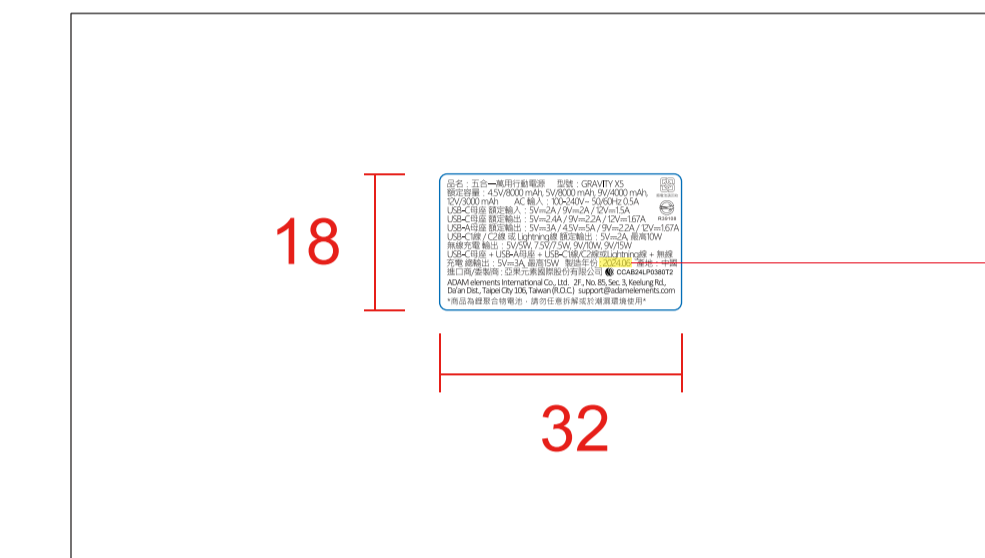 18
品名 : 五合一萬用行動電源 型號 : GRAVITY X5
額定容量 : 4.5V/8000 mAh, 5V/8000 mAh, 9V/4000 mAh,
12V/3000 mAh AC 輸入 : 100-240V~ 50/60Hz 0.5A
USB-C母座 額定輸入 : 5V⎓2A / 9V⎓2A / 12V⎓1.5A
USB-C母座 額定輸出 : 5V⎓2.4A / 9V⎓2.2A / 12V⎓1.67A
USB-A母座 額定輸出 : 5V⎓3A / 4.5V⎓5A / 9V⎓2.2A / 12V⎓1.67A
USB-C1線 / C2線 或 Lightning線 額定輸出 : 5V⎓2A, 最高10W
無線充電 輸出 : 5V/5W, 7.5V/7.5W, 9V/10W, 9V/15W
USB-C母座 + USB-A母座 + USB-C1線/C2線或Lightning線 + 無線
充電 總輸出 : 5V⎓3A, 最高15W 製造年份 : 2024.06 產地 : 中國
進口商/委製商 : 亞果元素國際股份有限公司 CCAB24LP0380T2
ADAM elements International Co., Ltd. 2F., No. 85, Sec. 3, Keelung Rd.,
Da'an Dist., Taipei City 106, Taiwan (R.O.C.) support@adamelements.com
*商品為鋰聚合物電池，請勿任意拆解或於潮濕環境使用*
R38109
32